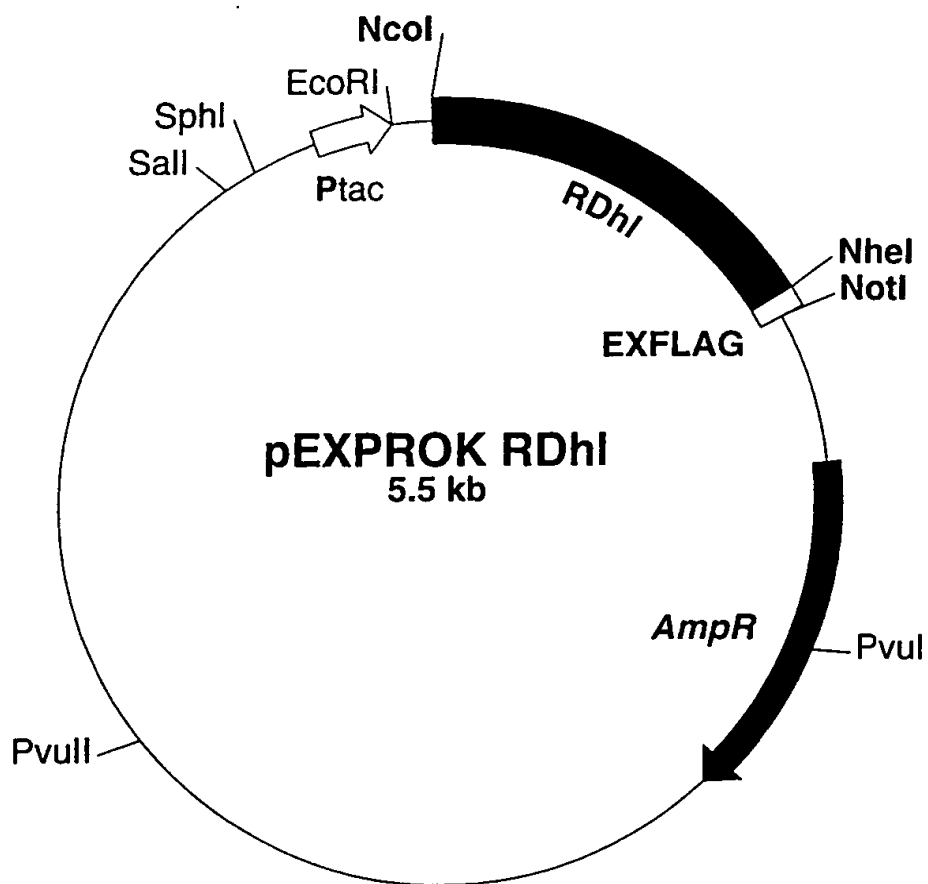 NcoI
EcoRI
SphI
SalI
Ptac
RDhI
NheI
NotI
EXFLAG
pEXPROK RDhI
5.5 kb
AmpR
PvuI
PvuII